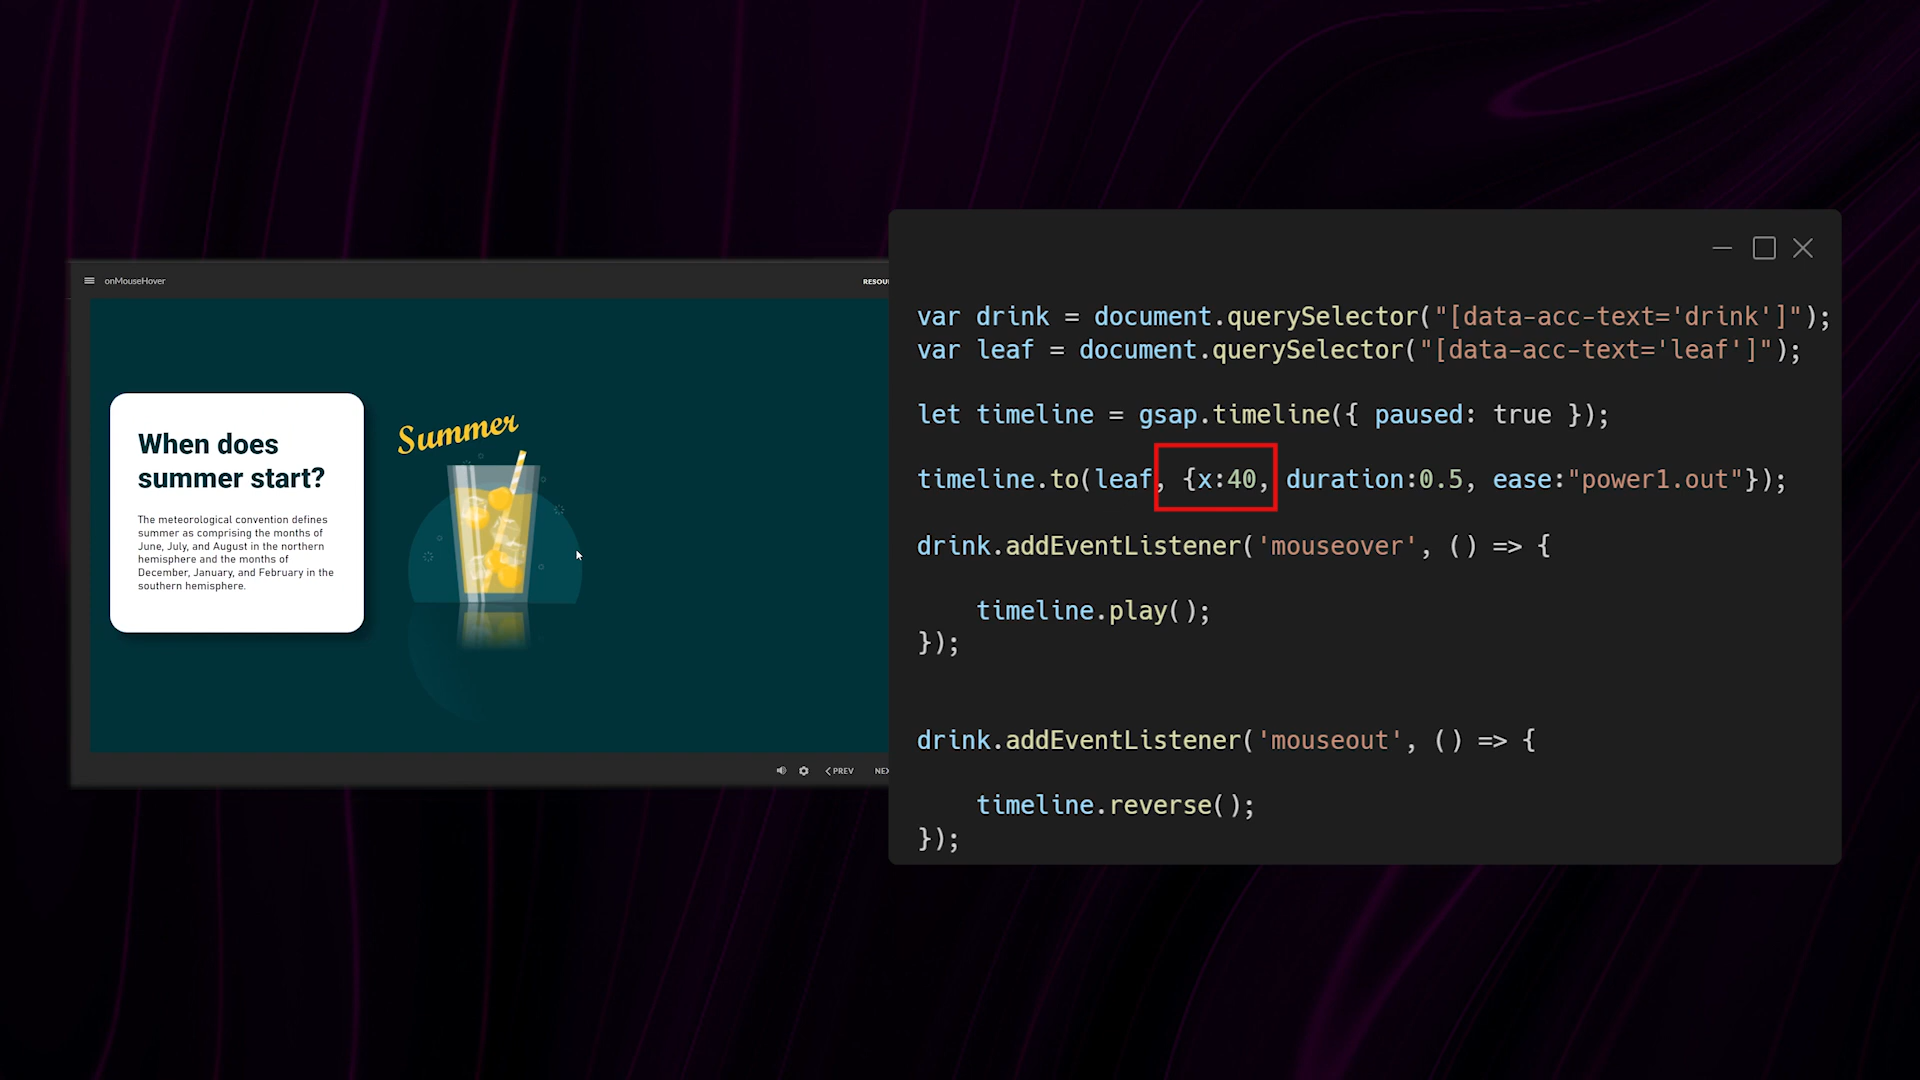 onMouseHover
RESOU
When does
summer start?
The meteorological convention defines
summer as comprising the months of
June, July, and August in the northern
hemisphere and the months of
December, January, and February in the
southern hemisphere.
Summer
PREV
NEX
var drink = document.querySelector("[data-acc-text='drink']");
var leaf = document.querySelector("[data-acc-text='leaf']");
let timeline = gsap.timeline({ paused: true });
timeline.to(leaf, {x:40, duration:0.5, ease:"power1.out"});
drink.addEventListener('mouseover', () => {
timeline.play();
});
drink.addEventListener('mouseout', () => {
timeline.reverse();
});